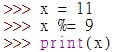 >>> x = 11
>>> x %= 9
>>> print(x)